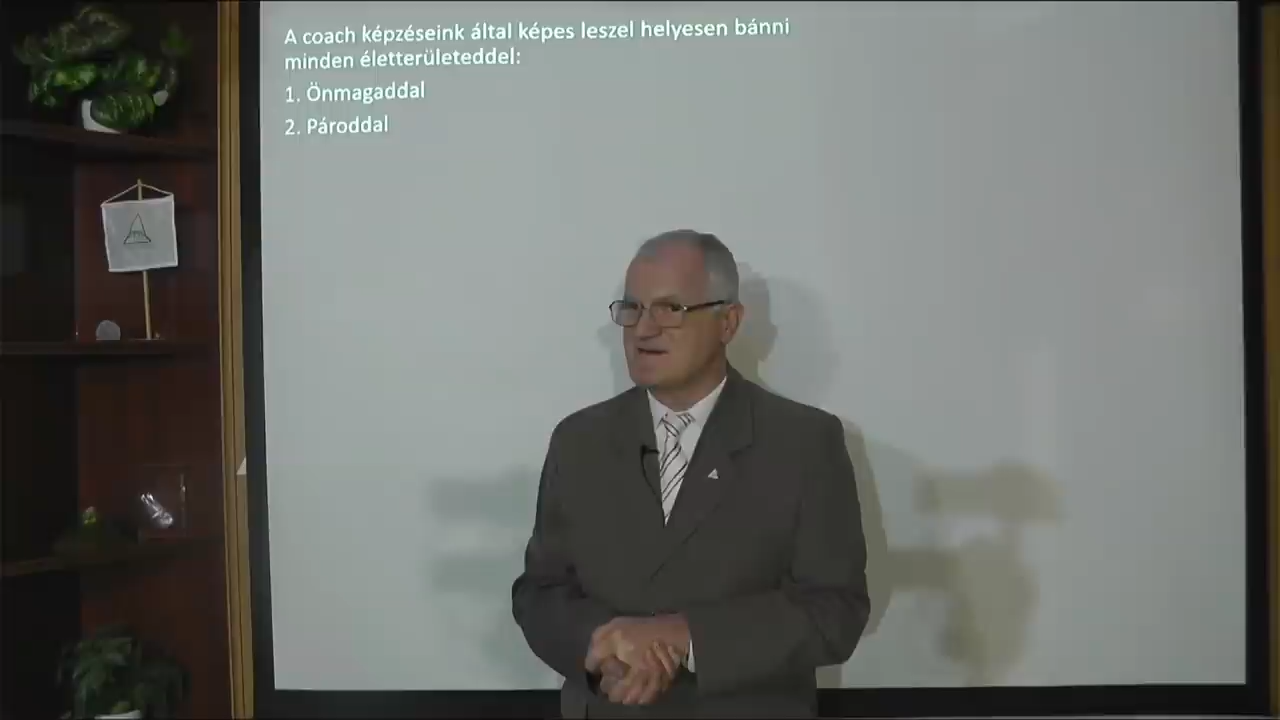 A coach képzéseink által képes leszel helyesen bánni
minden életterületeddel:
1. Önmagaddal
2. Pároddal